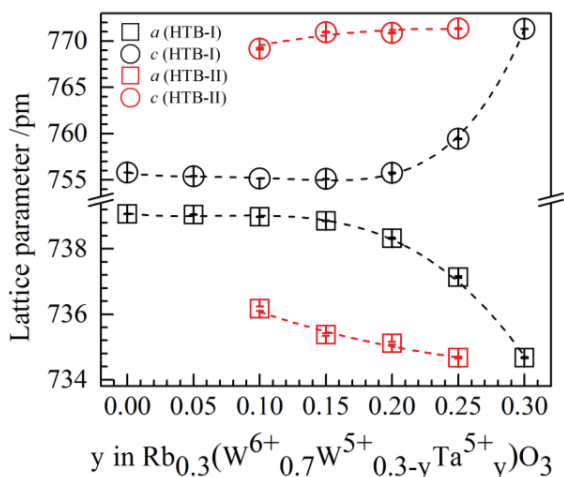 770
765
760
755
738
736
734
Lattice parameter /pm
a (HTB-I)
c (HTB-I)
a (HTB-II)
c (HTB-II)
0.00 0.05 0.10 0.15 0.20 0.25 0.30
y in Rb0.3(W6+0.7W5+0.3-yTa5+y)O3